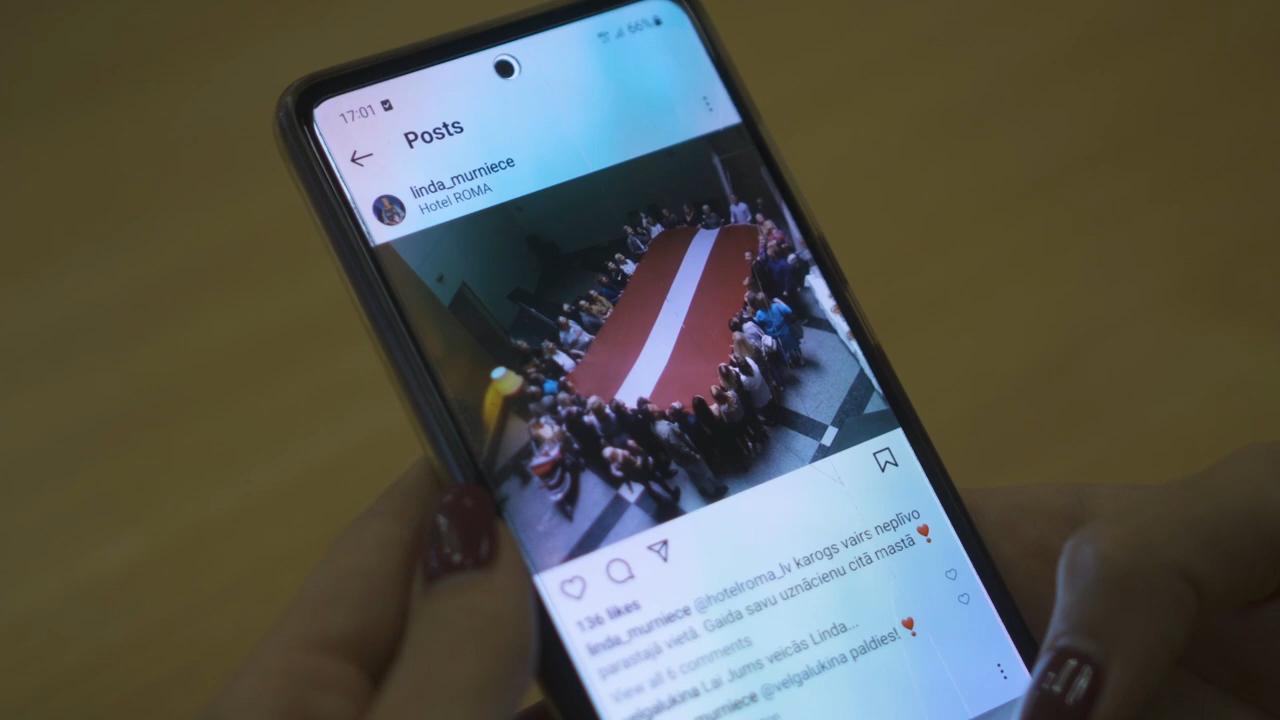 17:01
66%
Posts
linda_murniece
Hotel ROMA
136 likes
linda_murniece @hotelroma_lv karogs vairs neplīvo
parastajā vietā. Gaida savu uznācienu citā mastā
View all 6 comments
velgalukina Lai Jums veicās Linda...
murniece @velgalukina paldies!